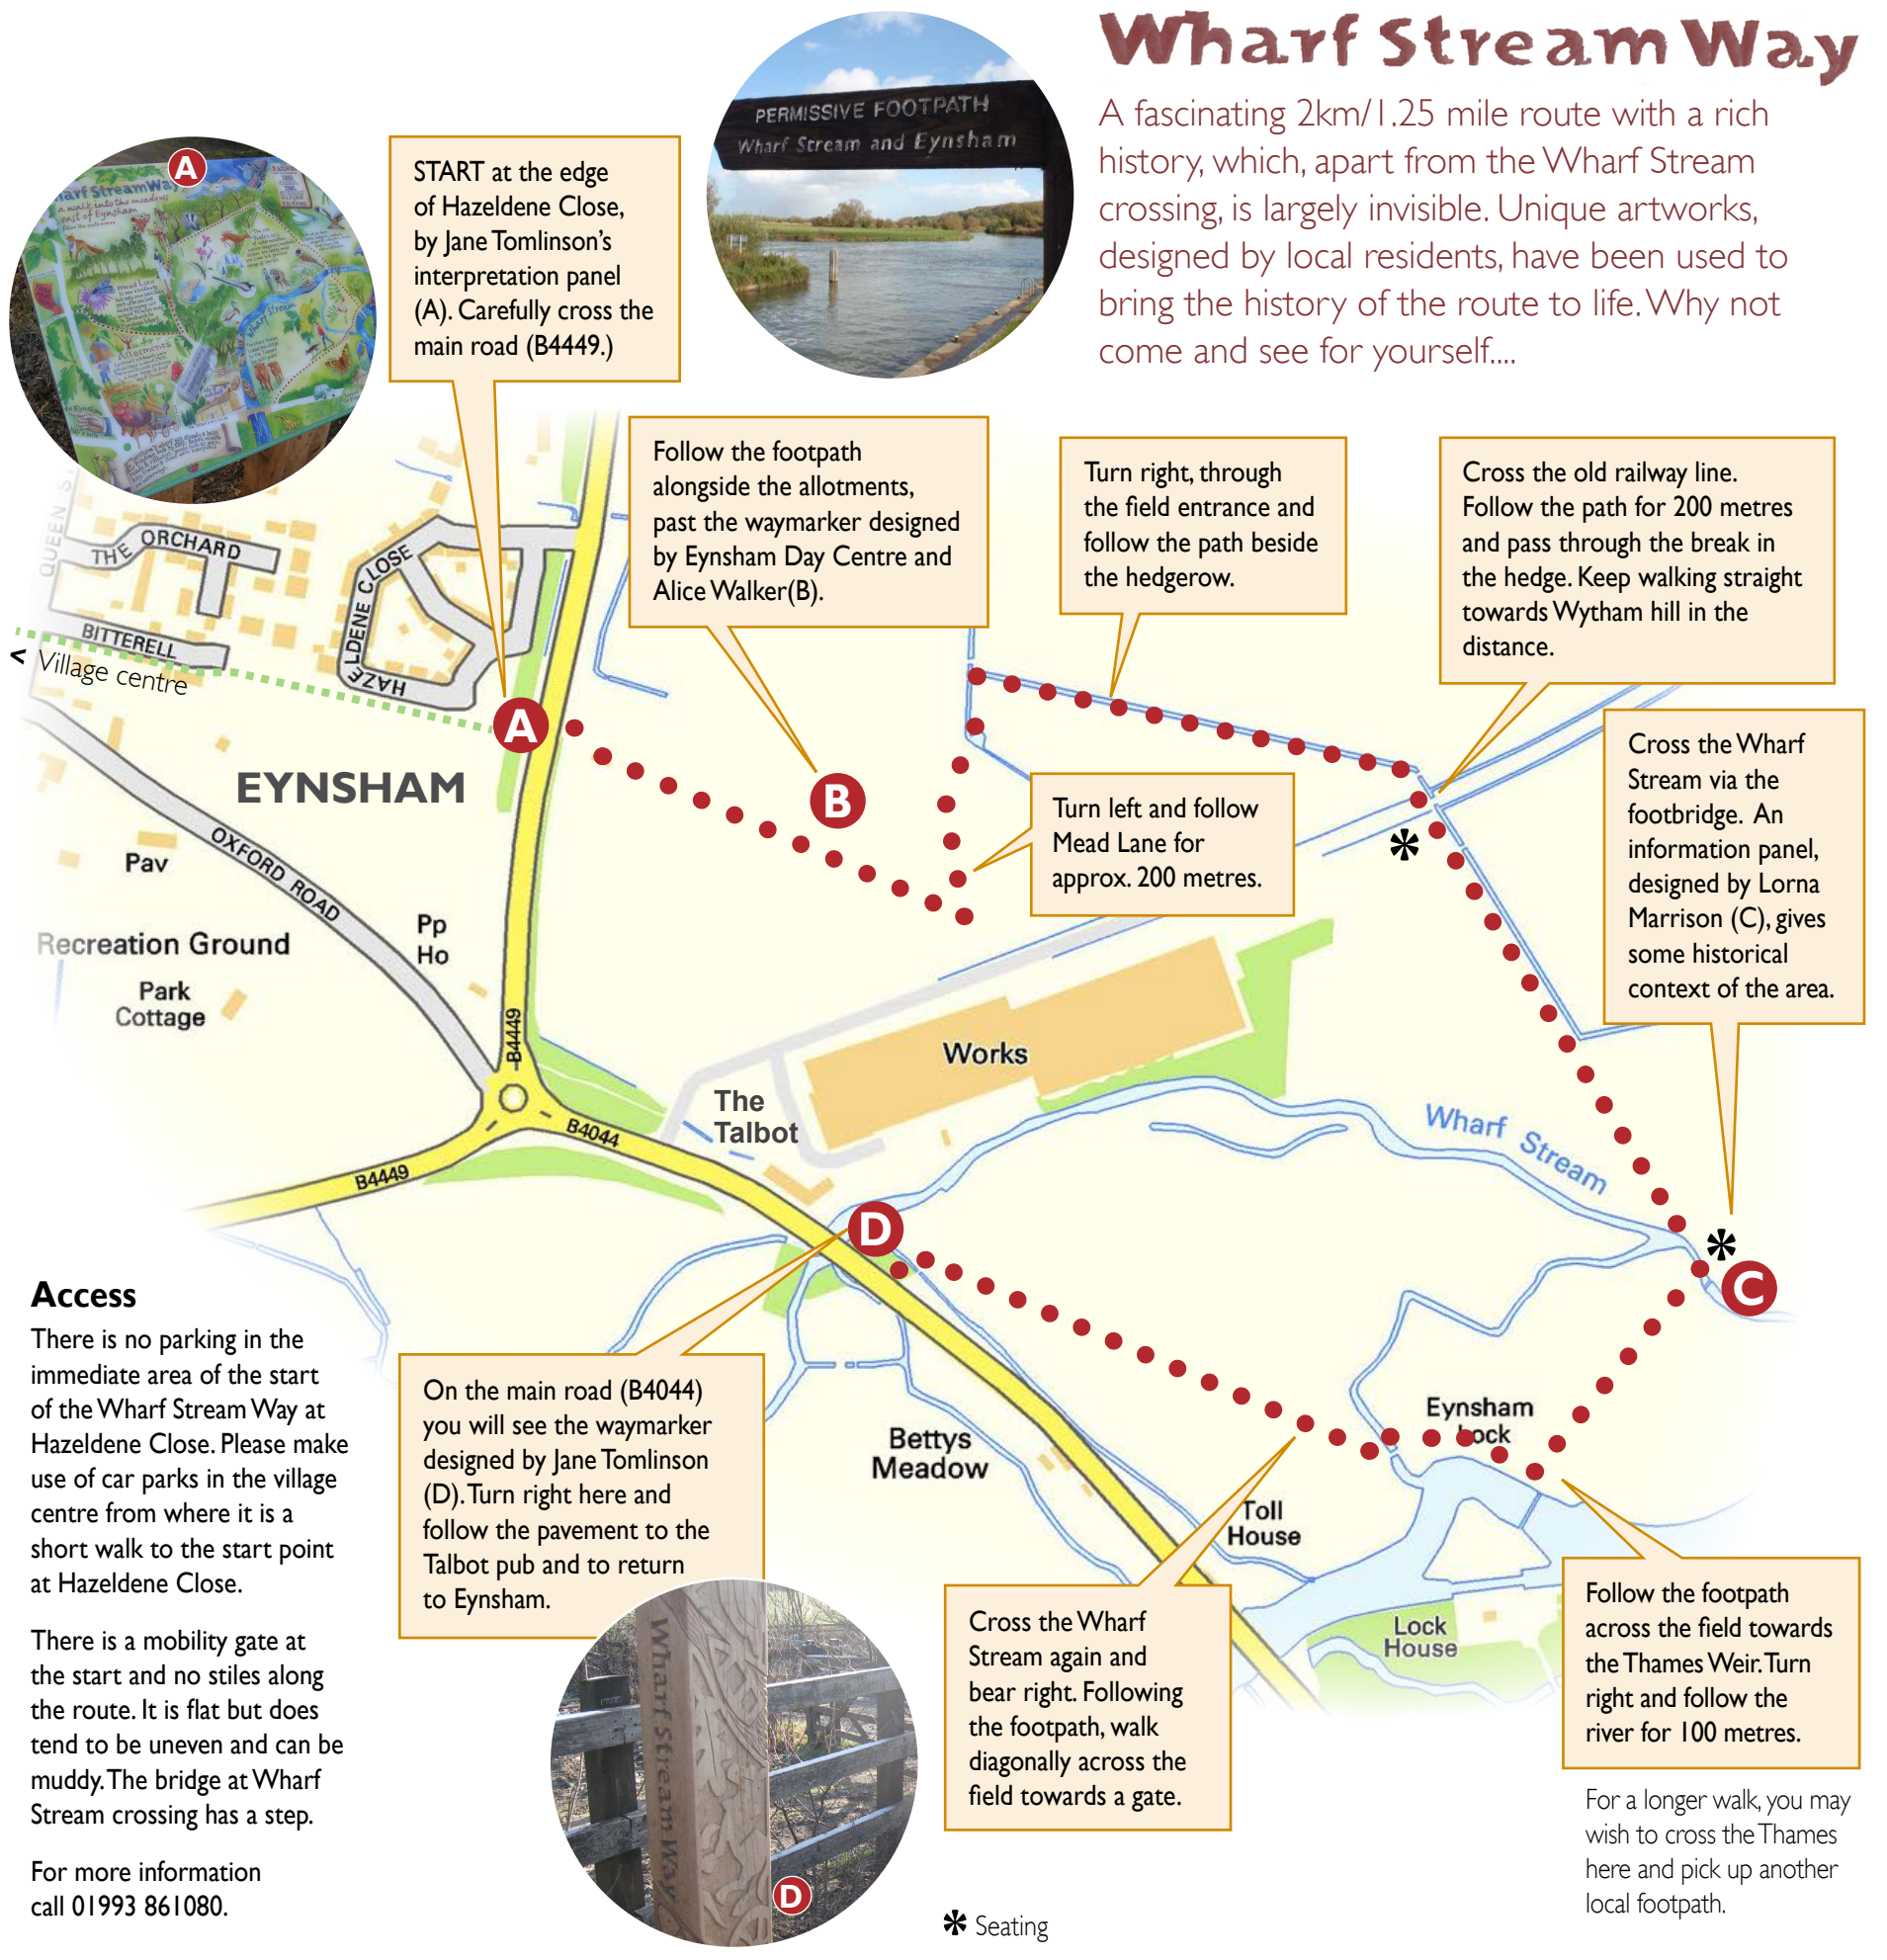 Wharf Stream Way
A fascinating 2km/1.25 mile route with a rich
history, which, apart from the Wharf Stream
crossing, is largely invisible. Unique artworks,
designed by local residents, have been used to
bring the history of the route to life. Why not
come and see for yourself....
PERMISSIVE FOOTPATH
Wharf Stream and Eynsham
A
arf Stream Wa
a walk into the meadows
east of Eynsham
Mead Lane
Allotments
Wharf Stream
START at the edge
of Hazeldene Close,
by Jane Tomlinson's
interpretation panel
(A). Carefully cross the
main road (B4449.)
Follow the footpath
alongside the allotments,
past the waymarker designed
by Eynsham Day Centre and
Alice Walker(B).
Turn right, through
the field entrance and
follow the path beside
the hedgerow.
Cross the old railway line.
Follow the path for 200 metres
and pass through the break in
the hedge. Keep walking straight
towards Wytham hill in the
distance.
Cross the Wharf
Stream via the
footbridge. An
information panel,
designed by Lorna
Marrison (C), gives
some historical
context of the area.
Turn left and follow
Mead Lane for
approx. 200 metres.
QUEEN S
THE ORCHARD
HAZELDENE CLOSE
BITTERELL
HAZE
< Village centre
A
B
EYNSHAM
OXFORD ROAD
Pav
Recreation Ground
Park
Cottage
Pp
Ho
B4449
B4449
B4044
The
Talbot
Works
Wharf Stream
*
*
C
D
Bettys
Meadow
Eynsham
Lock
Toll
House
Lock
House
On the main road (B4044)
you will see the waymarker
designed by Jane Tomlinson
(D). Turn right here and
follow the pavement to the
Talbot pub and to return
to Eynsham.
Cross the Wharf
Stream again and
bear right. Following
the footpath, walk
diagonally across the
field towards a gate.
Follow the footpath
across the field towards
the Thames Weir. Turn
right and follow the
river for 100 metres.
For a longer walk, you may
wish to cross the Thames
here and pick up another
local footpath.
Access
There is no parking in the
immediate area of the start
of the Wharf Stream Way at
Hazeldene Close. Please make
use of car parks in the village
centre from where it is a
short walk to the start point
at Hazeldene Close.
There is a mobility gate at
the start and no stiles along
the route. It is flat but does
tend to be uneven and can be
muddy. The bridge at Wharf
Stream crossing has a step.
For more information
call 01993 861080.
Wharf Stream Way
D
* Seating